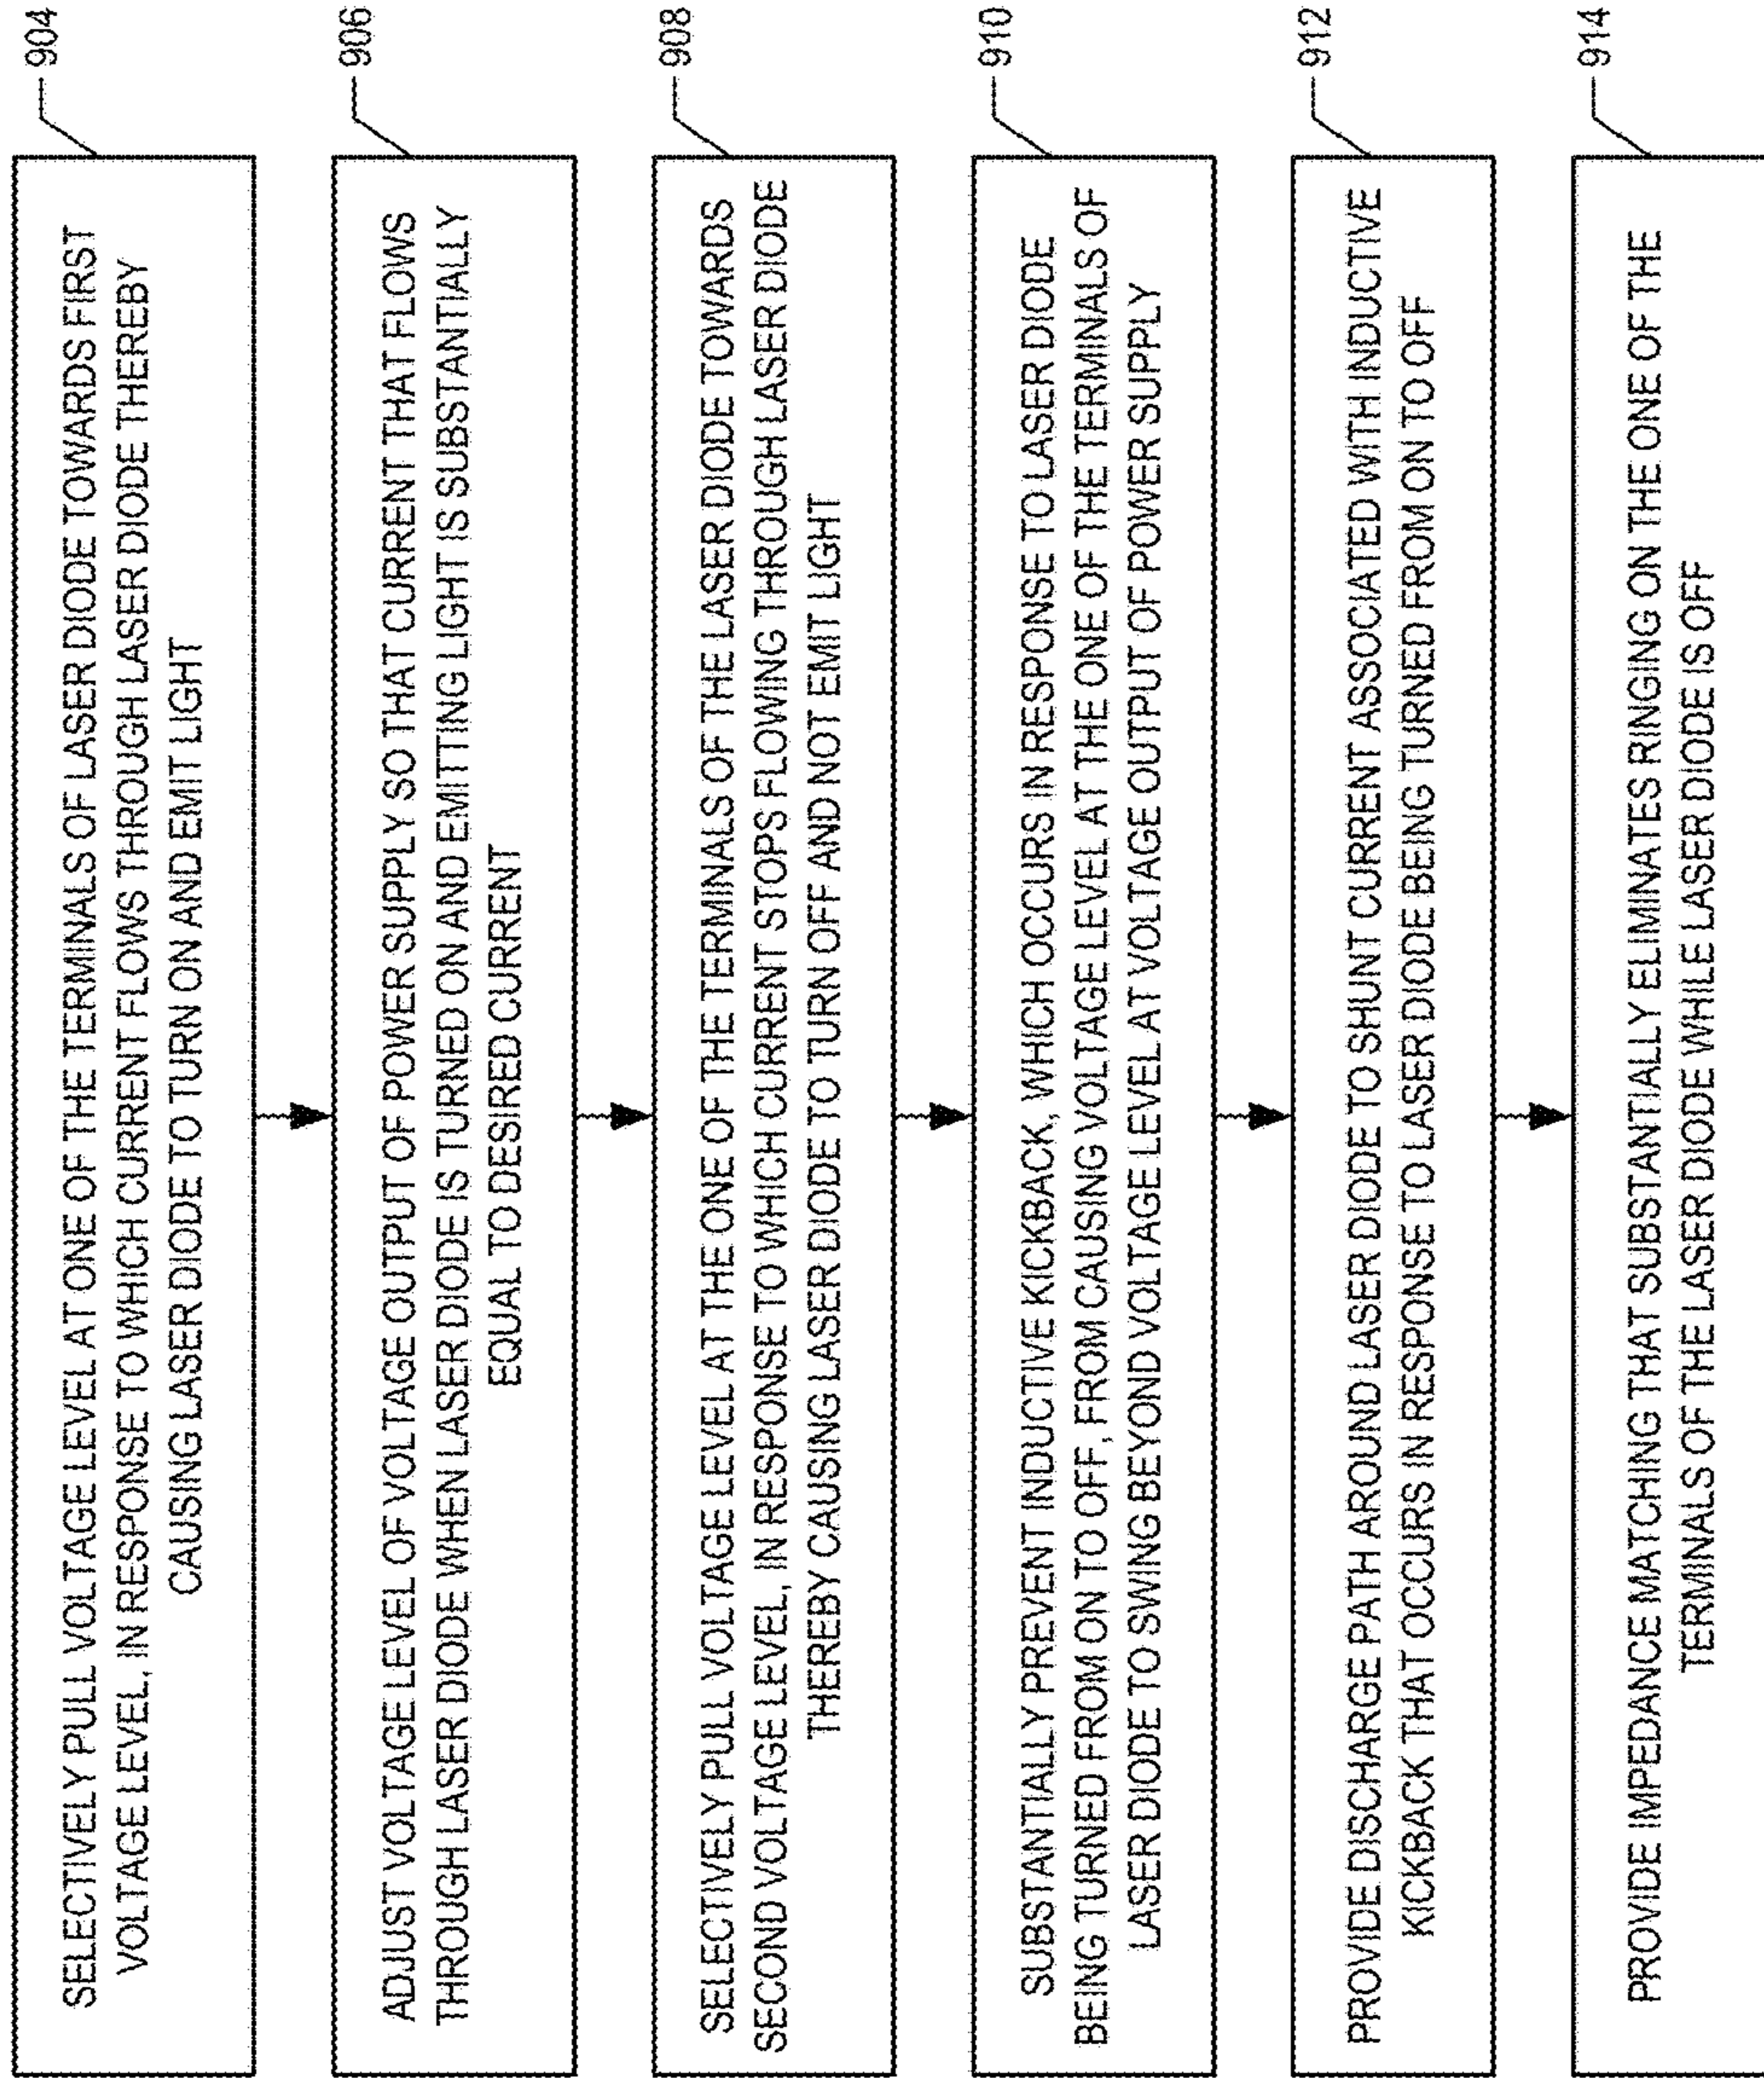 SELECTIVELY PULL VOLTAGE LEVEL AT ONE OF THE TERMINALS OF LASER DIODE TOWARDS FIRST
VOLTAGE LEVEL, IN RESPONSE TO WHICH CURRENT FLOWS THROUGH LASER DIODE THEREBY
CAUSING LASER DIODE TO TURN ON AND EMIT LIGHT
904
ADJUST VOLTAGE LEVEL OF VOLTAGE OUTPUT OF POWER SUPPLY SO THAT CURRENT THAT FLOWS
THROUGH LASER DIODE WHEN LASER DIODE IS TURNED ON AND EMITTING LIGHT IS SUBSTANTIALLY
EQUAL TO DESIRED CURRENT
906
SELECTIVELY PULL VOLTAGE LEVEL AT THE ONE OF THE TERMINALS OF THE LASER DIODE TOWARDS
SECOND VOLTAGE LEVEL, IN RESPONSE TO WHICH CURRENT STOPS FLOWING THROUGH LASER DIODE
THEREBY CAUSING LASER DIODE TO TURN OFF AND NOT EMIT LIGHT
908
SUBSTANTIALLY PREVENT INDUCTIVE KICKBACK, WHICH OCCURS IN RESPONSE TO LASER DIODE
BEING TURNED FROM ON TO OFF, FROM CAUSING VOLTAGE LEVEL AT THE ONE OF THE TERMINALS OF
LASER DIODE TO SWING BEYOND VOLTAGE LEVEL AT VOLTAGE OUTPUT OF POWER SUPPLY
910
PROVIDE DISCHARGE PATH AROUND LASER DIODE TO SHUNT CURRENT ASSOCIATED WITH INDUCTIVE
KICKBACK THAT OCCURS IN RESPONSE TO LASER DIODE BEING TURNED FROM ON TO OFF
912
PROVIDE IMPEDANCE MATCHING THAT SUBSTANTIALLY ELIMINATES RINGING ON THE ONE OF THE
TERMINALS OF THE LASER DIODE WHILE LASER DIODE IS OFF
914